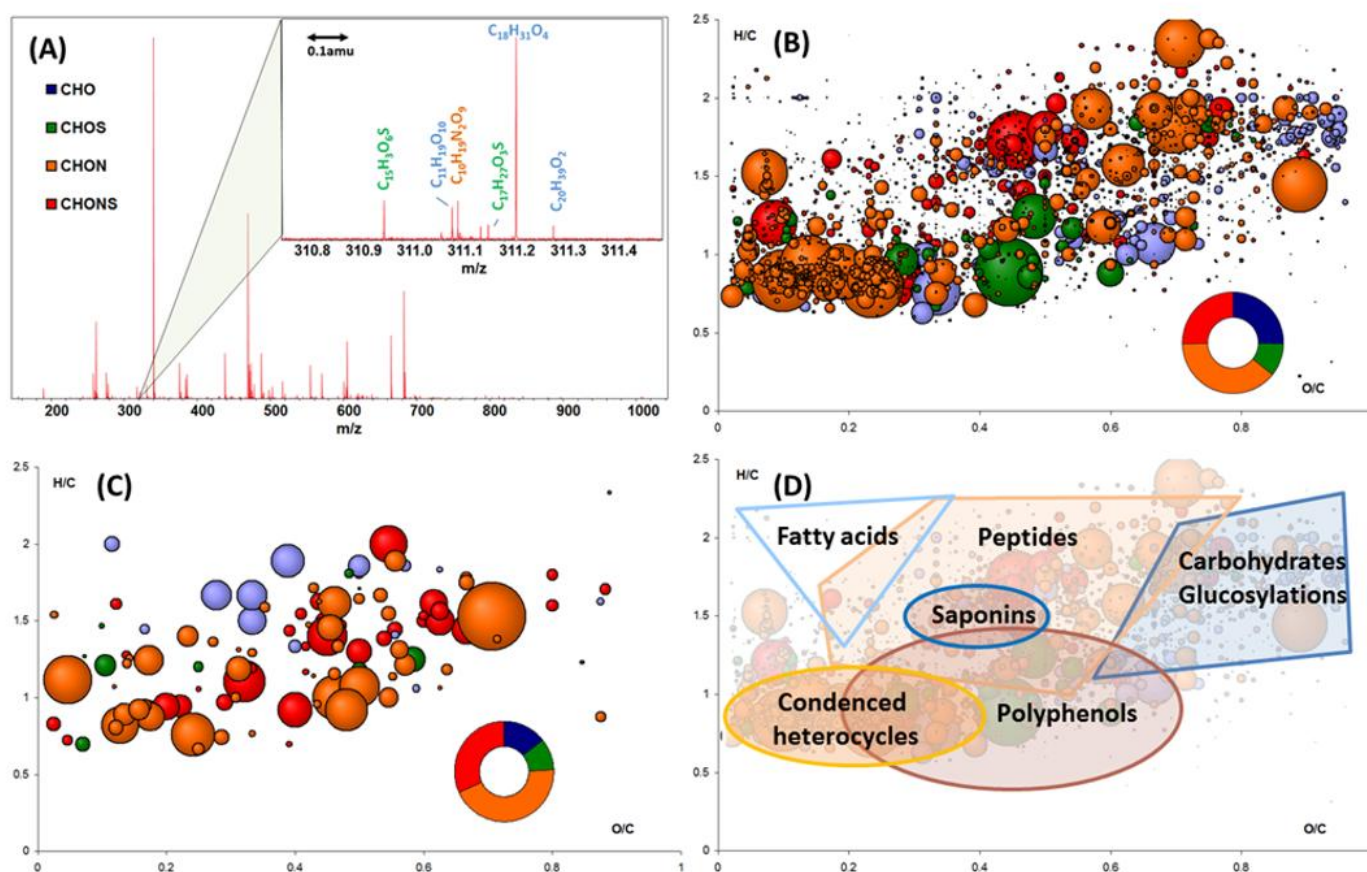 (A)
CHO
CHOS
CHON
CHONS
0.1amu
C15H3O6S
C11H19O10
C10H19N2O9
C17H27O3S
C18H31O4
C20H39O2
310.8 310.9 311.0 311.1 311.2 311.3 311.4
m/z
200 300 400 500 600 700 800 900 1000
m/z
(B)
H/C
2.5
2
1.5
1
0.5
0
0 0.2 0.4 0.6 0.8
O/C
(C)
H/C
2.5
2
1.5
1
0.5
0
0 0.2 0.4 0.6 0.8 1
O/C
(D)
H/C
2.5
2
1.5
1
0.5
0
Fatty acids
Peptides
Carbohydrates
Glucosylations
Saponins
Condenced
heterocycles
Polyphenols
0 0.2 0.4 0.6 0.8
O/C